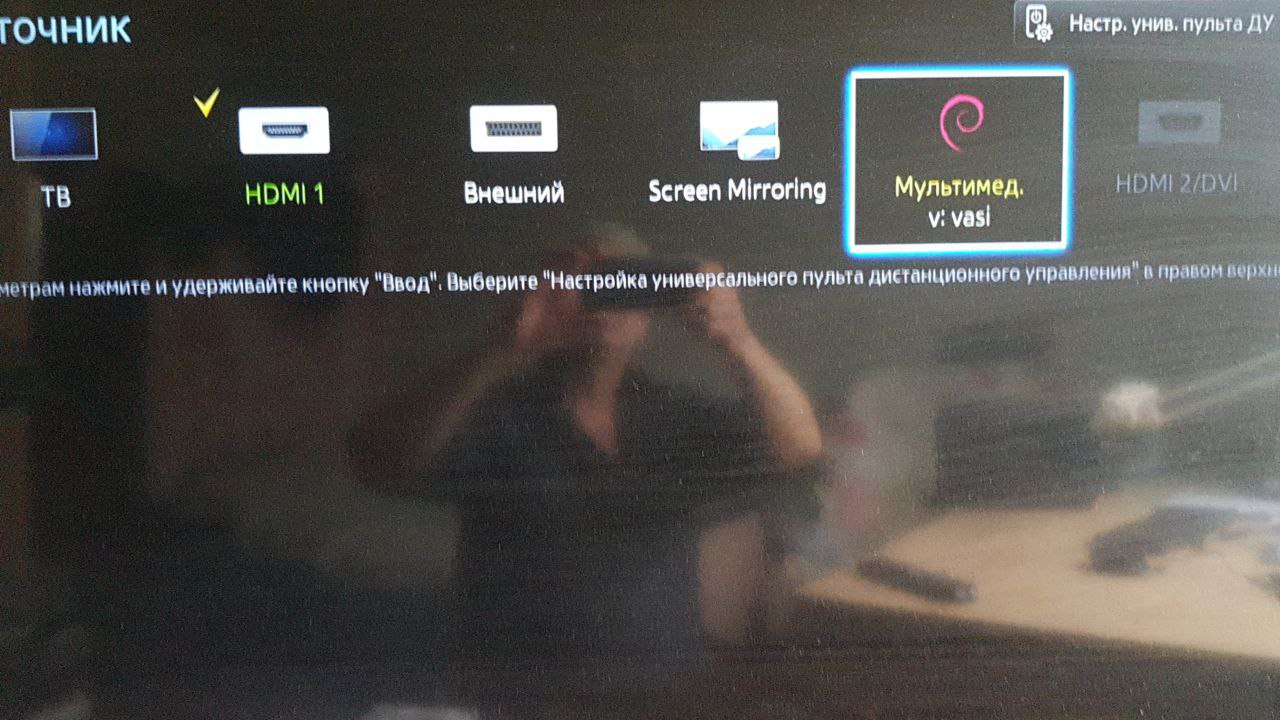 точник
Настр. унив. пульта ДУ
ТВ
HDMI 1
Внешний
Screen Mirroring
Мультимед.
v: vasi
HDMI 2/DVI
метрам нажмите и удерживайте кнопку "Ввод". Выберите "Настройка универсального пульта дистанционного управления" в правом верхн